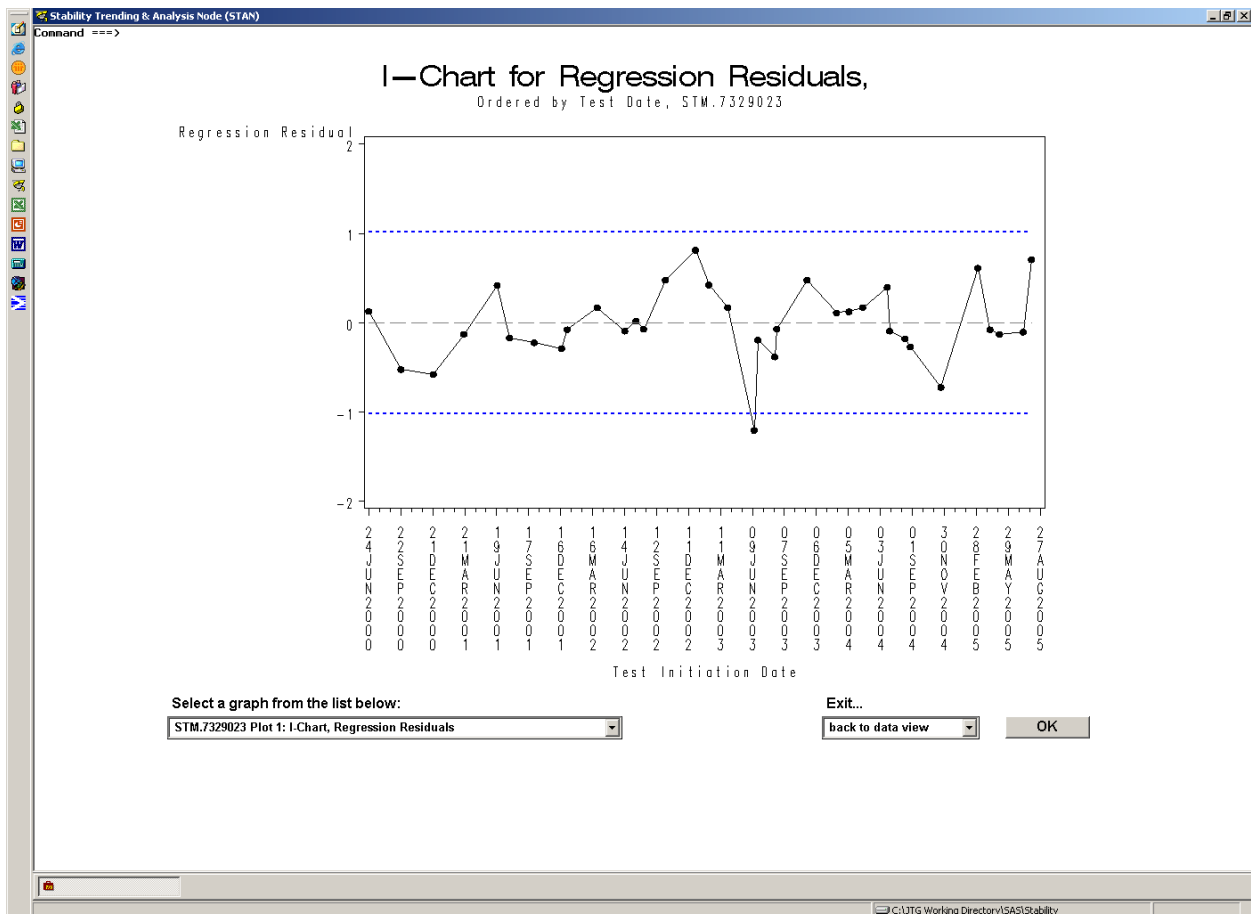 Stability Trending & Analysis Node (STAN)
Command ===>
I-Chart for Regression Residuals,
Ordered by Test Date, STM.7329023
Regression Residual
2
1
0
-1
-2
24JUN2000
22SEP2000
21DEC2000
21MAR2001
19JUN2001
17SEP2001
16DEC2001
16MAR2002
14JUN2002
12SEP2002
11DEC2002
11MAR2003
09JUN2003
07SEP2003
06DEC2003
05MAR2004
03JUN2004
01SEP2004
30NOV2004
28FEB2005
29MAY2005
27AUG2005
Test Initiation Date
Select a graph from the list below:
Exit...
STM.7329023 Plot 1: I-Chart, Regression Residuals
back to data view
OK
C:\JTG Working Directory\SAS\Stability